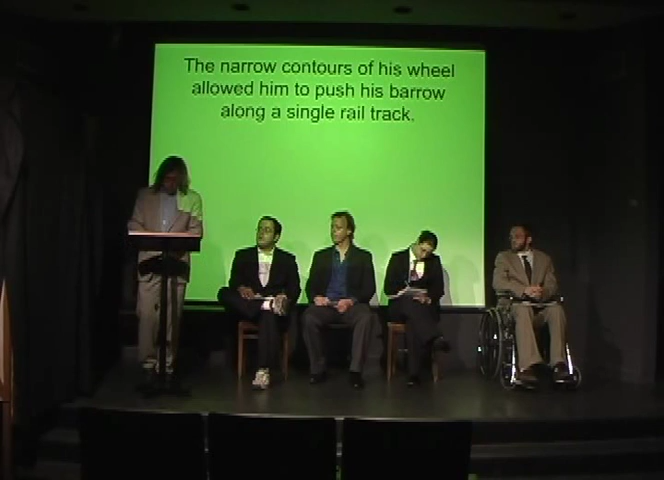 The narrow contours of his wheel
allowed him to push his barrow
along a single rail track.